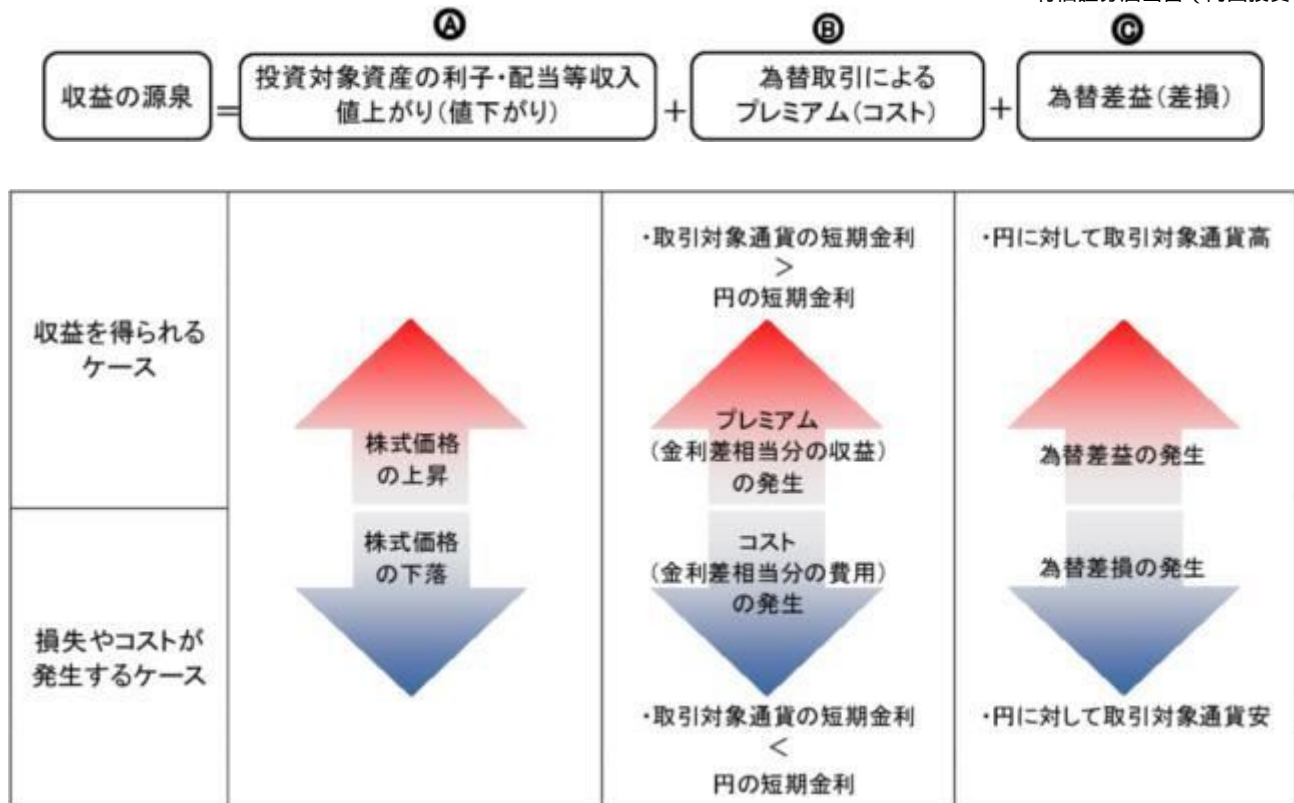 Ⓐ
Ⓑ
Ⓒ
収益の源泉
=
投資対象資産の利子・配当等収入
値上がり(値下がり)
+
為替取引による
プレミアム(コスト)
+
為替差益(差損)
収益を得られる
ケース
株式価格
の上昇
・取引対象通貨の短期金利
>
円の短期金利
プレミアム
(金利差相当分の収益)
の発生
・円に対して取引対象通貨高
為替差益の発生
損失やコストが
発生するケース
株式価格
の下落
コスト
(金利差相当分の費用)
の発生
・取引対象通貨の短期金利
<
円の短期金利
為替差損の発生
・円に対して取引対象通貨安